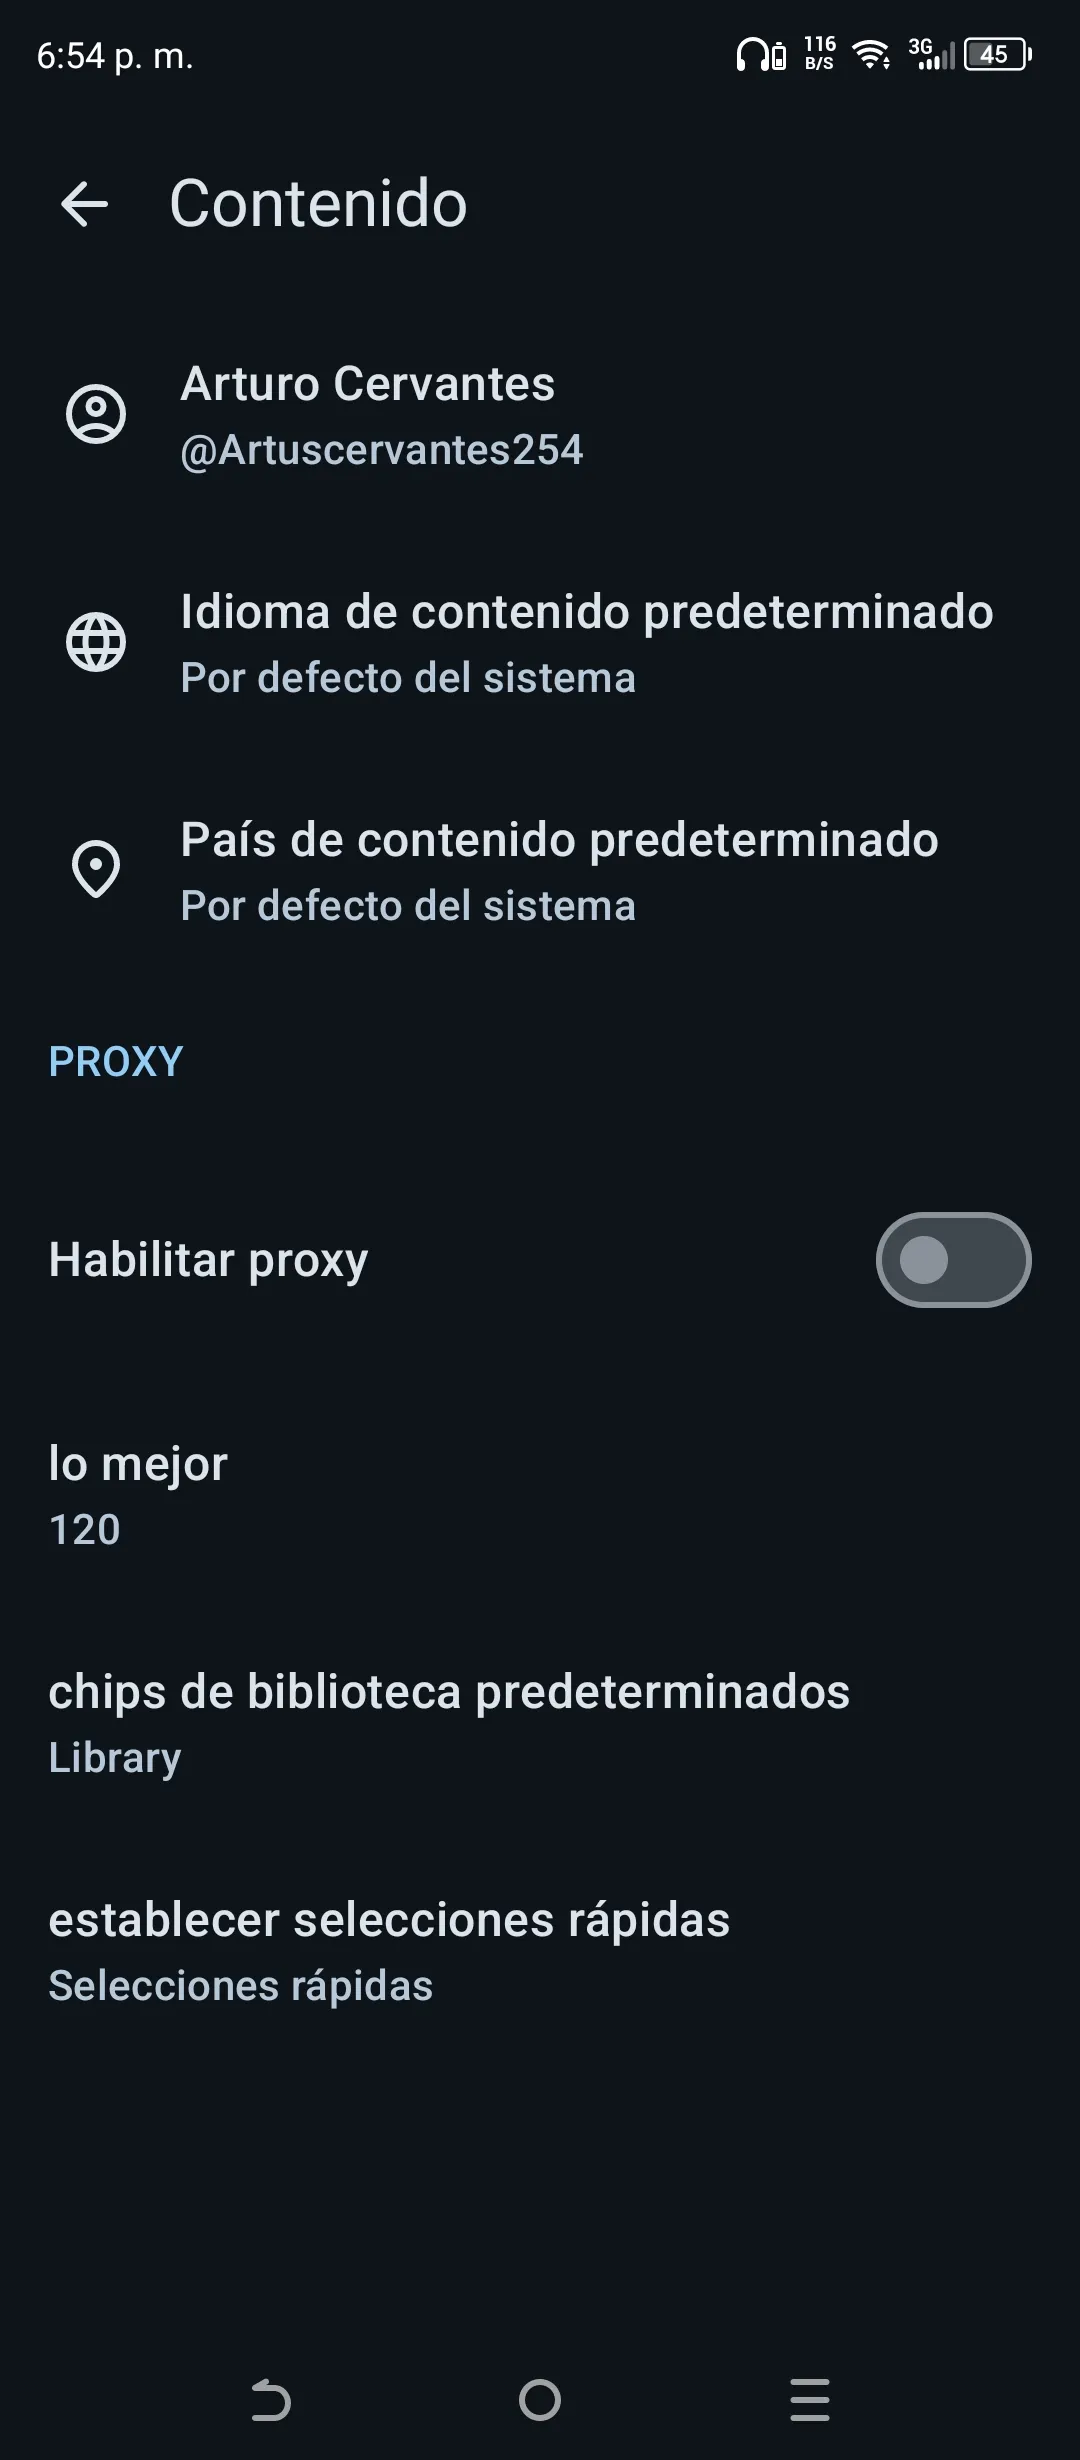 6:54 p. m.
116
B/S
3G
45
Contenido
Arturo Cervantes
@Artuscervantes254
Idioma de contenido predeterminado
Por defecto del sistema
País de contenido predeterminado
Por defecto del sistema
PROXY
Habilitar proxy
lo mejor
120
chips de biblioteca predeterminados
Library
establecer selecciones rápidas
Selecciones rápidas